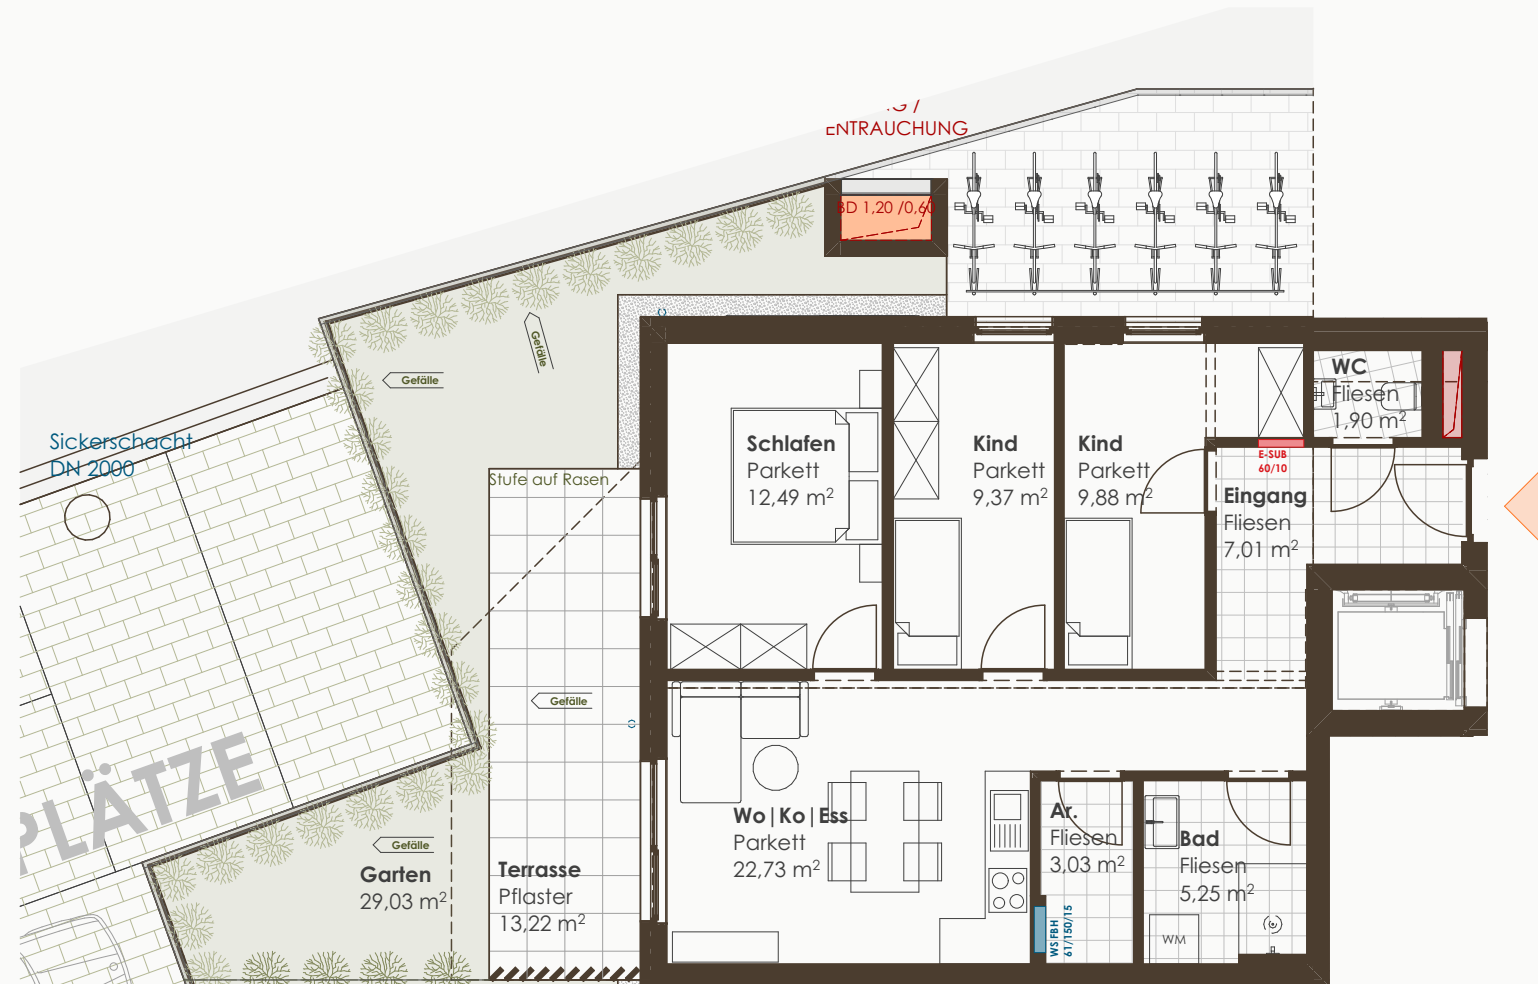 ENTRAUCHUNG
BD 1,20 /0,60
Gefälle
Gefälle
Sickerschacht
DN 2000
Stufe auf Rasen
Schlafen
Parkett
12,49 m²
Kind
Parkett
9,37 m²
Kind
Parkett
9,88 m²
WC
Fliesen
1,90 m²
E-SUB
60/10
Eingang
Fliesen
7,01 m²
Gefälle
PLÄTZE
Gefälle
Garten
29,03 m²
Terrasse
Pflaster
13,22 m²
Wo|Ko|Ess
Parkett
22,73 m²
Ar.
Fliesen
3,03 m²
WS FBH
61/150/15
Bad
Fliesen
5,25 m²
WM